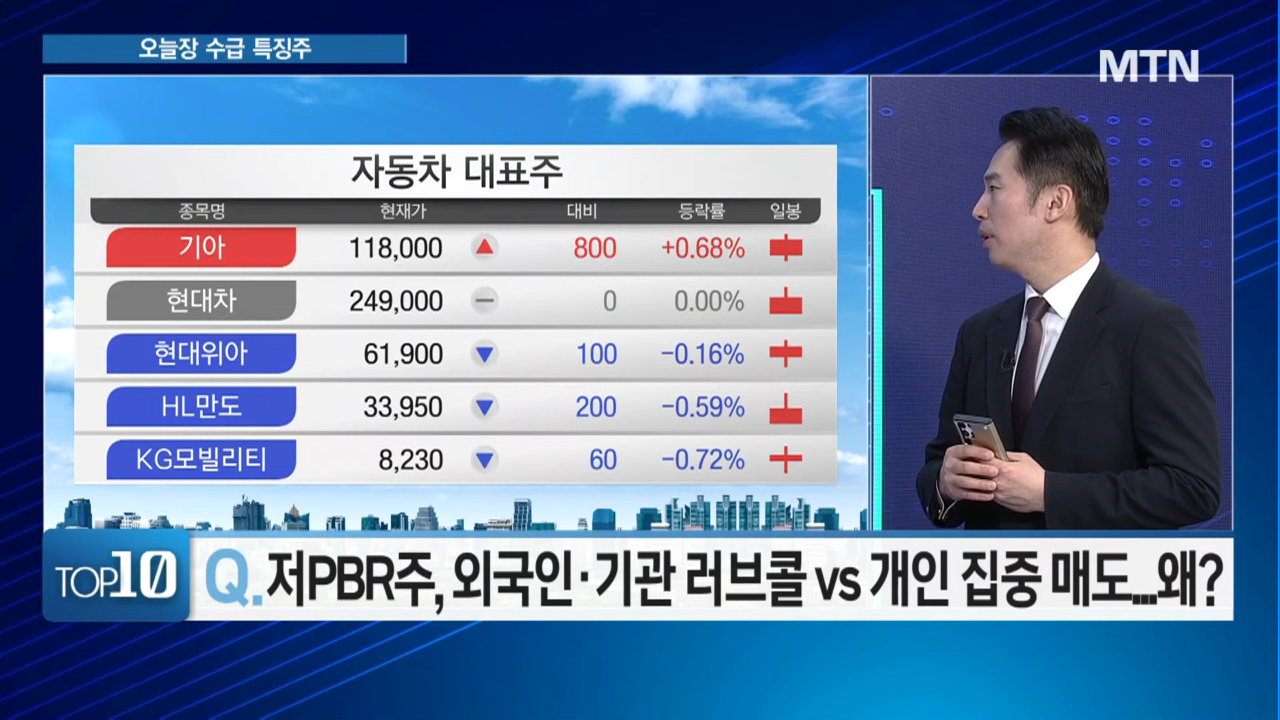 오늘장 수급 특징주
MTN
자동차 대표주
종목명 현재가 대비 등락률 일봉
기아 118,000 ▲ 800 +0.68%
현대차 249,000 − 0 0.00%
현대위아 61,900 ▼ 100 −0.16%
HL만도 33,950 ▼ 200 −0.59%
KG모빌리티 8,230 ▼ 60 −0.72%
TOP10 Q. 저PBR주, 외국인·기관 러브콜 vs 개인 집중 매도...왜?